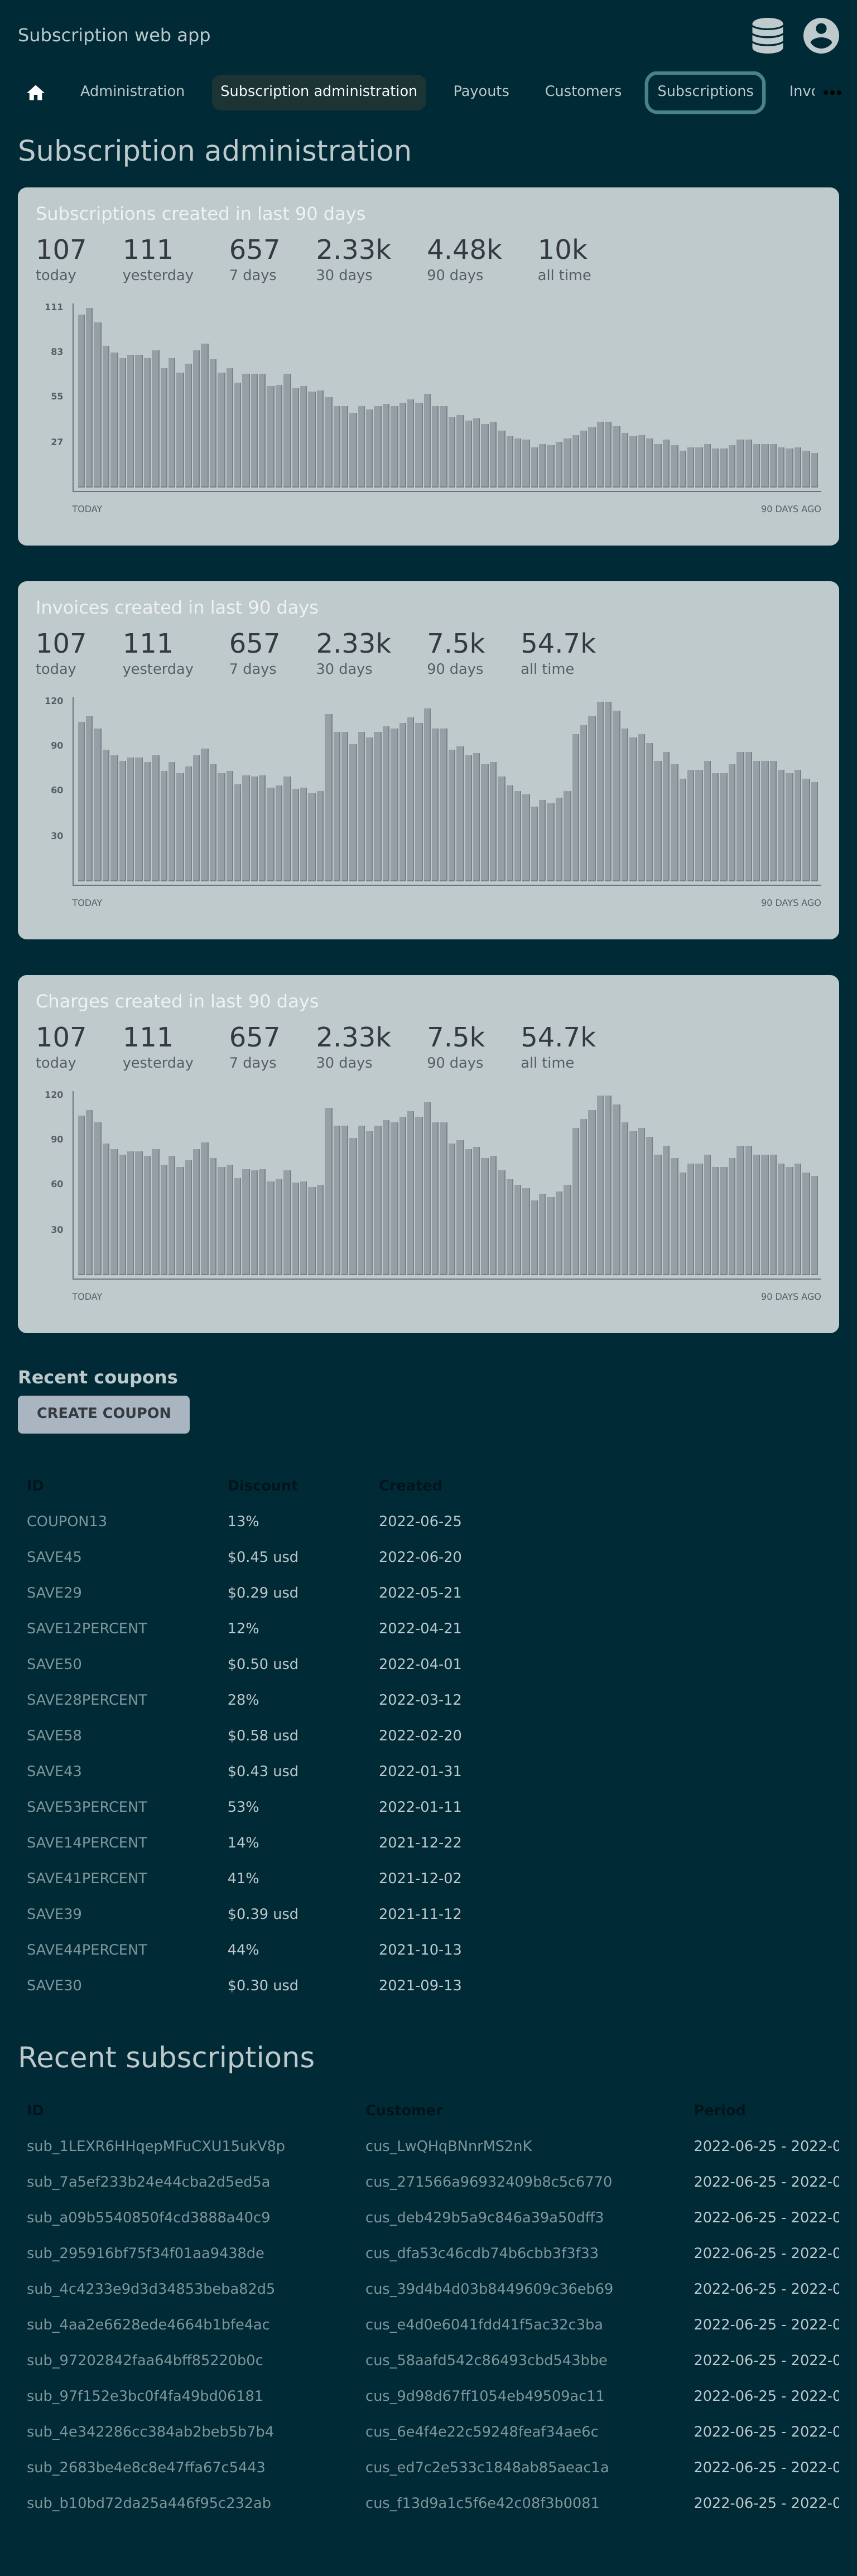 Subscription web app
Administration Subscription administration Payouts Customers Subscriptions Invo
Subscription administration
Subscriptions created in last 90 days
107 111 657 2.33k 4.48k 10k
today yesterday 7 days 30 days 90 days all time
111
83
55
27
TODAY 90 DAYS AGO
Invoices created in last 90 days
107 111 657 2.33k 7.5k 54.7k
today yesterday 7 days 30 days 90 days all time
120
90
60
30
TODAY 90 DAYS AGO
Charges created in last 90 days
107 111 657 2.33k 7.5k 54.7k
today yesterday 7 days 30 days 90 days all time
120
90
60
30
TODAY 90 DAYS AGO
Recent coupons
CREATE COUPON
ID Discount Created
COUPON13 13% 2022-06-25
SAVE45 $0.45 usd 2022-06-20
SAVE29 $0.29 usd 2022-05-21
SAVE12PERCENT 12% 2022-04-21
SAVE50 $0.50 usd 2022-04-01
SAVE28PERCENT 28% 2022-03-12
SAVE58 $0.58 usd 2022-02-20
SAVE43 $0.43 usd 2022-01-31
SAVE53PERCENT 53% 2022-01-11
SAVE14PERCENT 14% 2021-12-22
SAVE41PERCENT 41% 2021-12-02
SAVE39 $0.39 usd 2021-11-12
SAVE44PERCENT 44% 2021-10-13
SAVE30 $0.30 usd 2021-09-13
Recent subscriptions
ID Customer Period
sub_1LEXR6HHqepMFuCXU15ukV8p cus_LwQHqBNnrMS2nK 2022-06-25 - 2022-0
sub_7a5ef233b24e44cba2d5ed5a cus_271566a96932409b8c5c6770 2022-06-25 - 2022-0
sub_a09b5540850f4cd3888a40c9 cus_deb429b5a9c846a39a50dff3 2022-06-25 - 2022-0
sub_295916bf75f34f01aa9438de cus_dfa53c46cdb74b6cbb3f3f33 2022-06-25 - 2022-0
sub_4c4233e9d3d34853beba82d5 cus_39d4b4d03b8449609c36eb69 2022-06-25 - 2022-0
sub_4aa2e6628ede4664b1bfe4ac cus_e4d0e6041fdd41f5ac32c3ba 2022-06-25 - 2022-0
sub_97202842faa64bff85220b0c cus_58aafd542c86493cbd543bbe 2022-06-25 - 2022-0
sub_97f152e3bc0f4fa49bd06181 cus_9d98d67ff1054eb49509ac11 2022-06-25 - 2022-0
sub_4e342286cc384ab2beb5b7b4 cus_6e4f4e22c59248feaf34ae6c 2022-06-25 - 2022-0
sub_2683be4e8c8e47ffa67c5443 cus_ed7c2e533c1848ab85aeac1a 2022-06-25 - 2022-0
sub_b10bd72da25a446f95c232ab cus_f13d9a1c5f6e42c08f3b0081 2022-06-25 - 2022-0